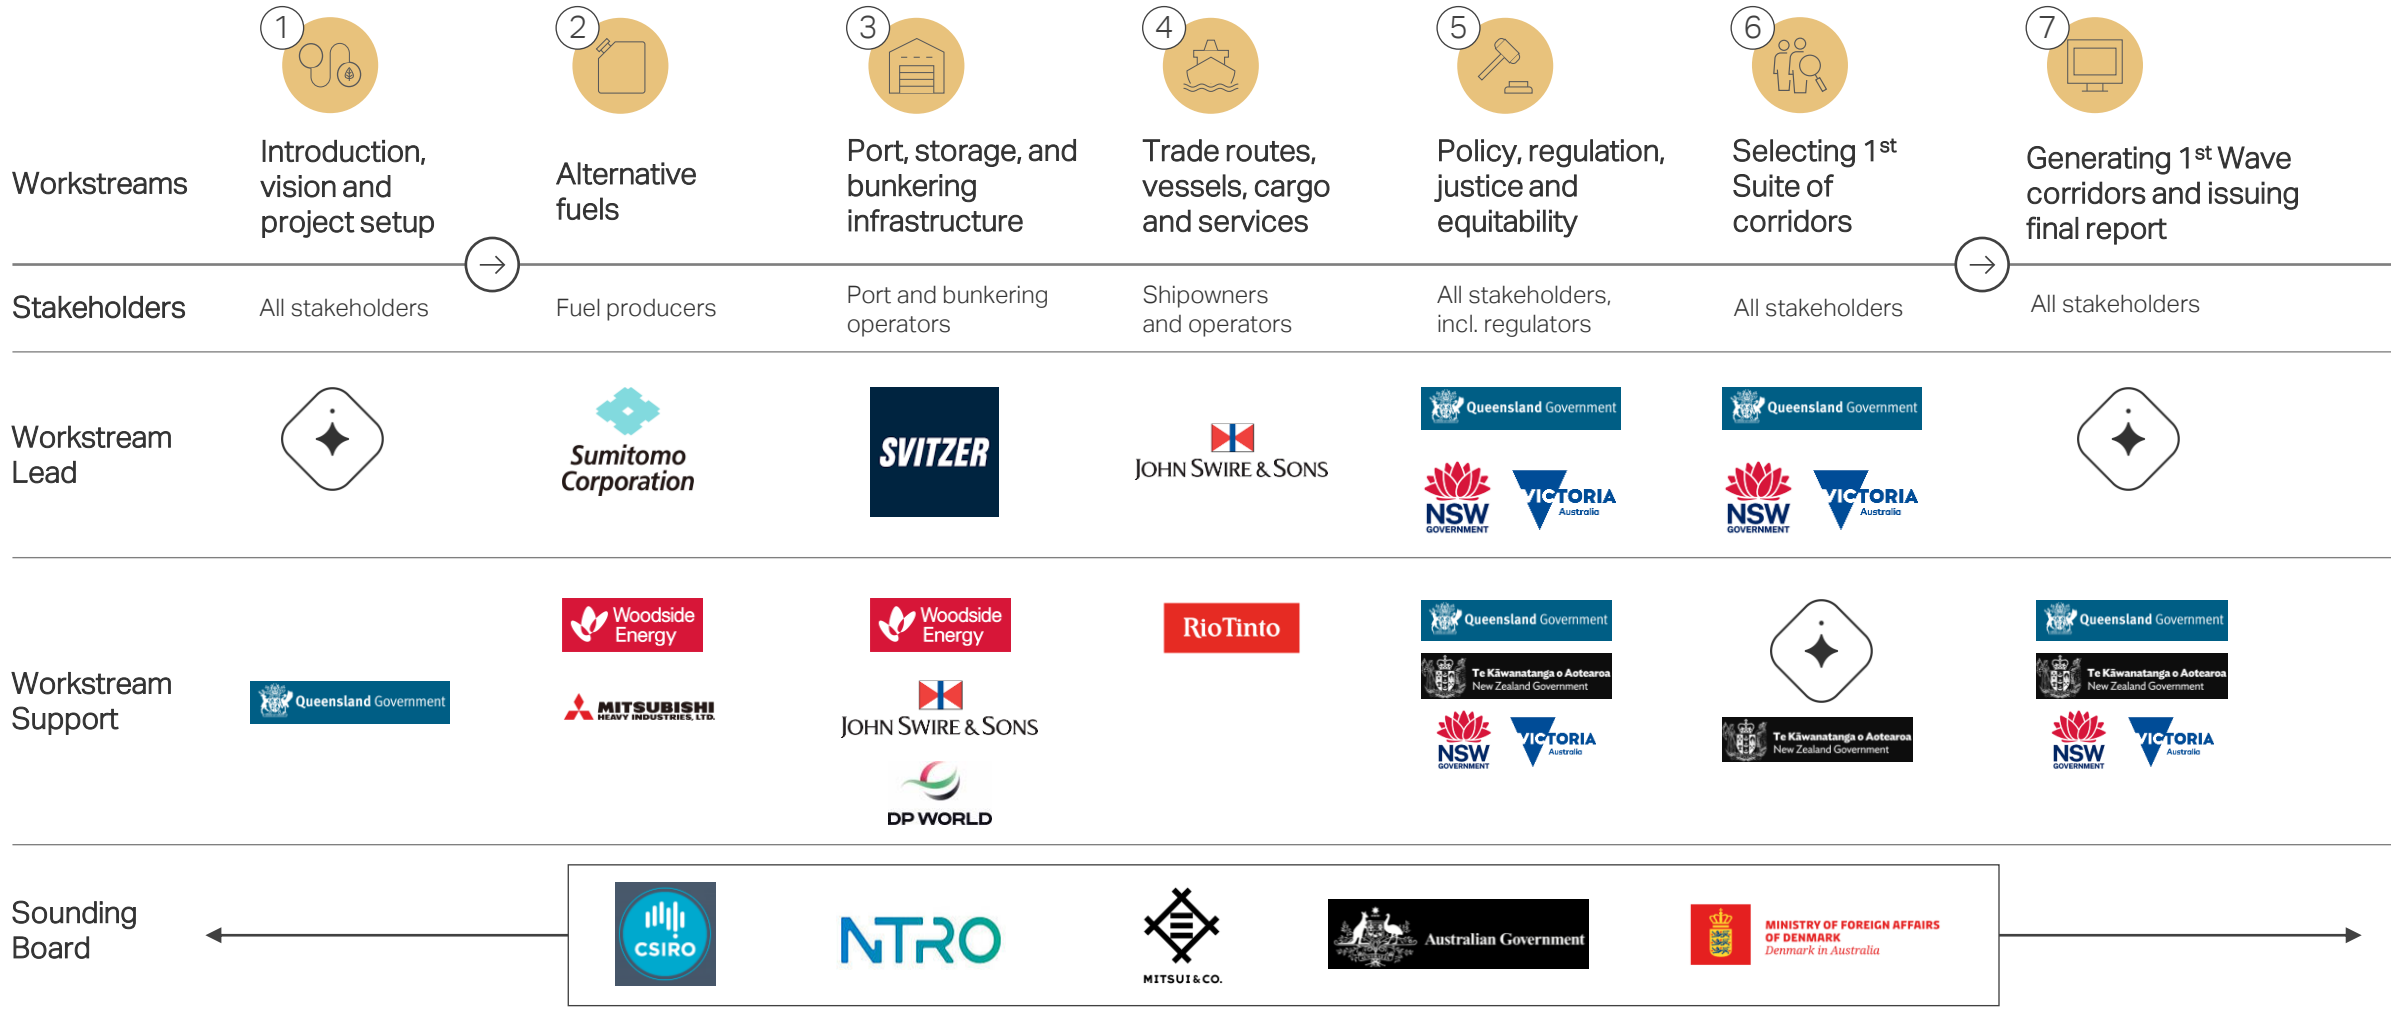 1
2
3
4
5
6
7
Workstreams
Introduction,
vision and
project setup
Alternative
fuels
Port, storage, and
bunkering
infrastructure
Trade routes,
vessels, cargo
and services
Policy, regulation,
justice and
equitability
Selecting 1st
Suite of
corridors
Generating 1st Wave
corridors and issuing
final report
Stakeholders
All stakeholders
Fuel producers
Port and bunkering
operators
Shipowners
and operators
All stakeholders,
incl. regulators
All stakeholders
All stakeholders
Workstream
Lead
Sumitomo
Corporation
SVITZER
JOHN SWIRE & SONS
Queensland Government
NSW
GOVERNMENT
VICTORIA
Australia
Queensland Government
NSW
GOVERNMENT
VICTORIA
Australia
Workstream
Support
Queensland Government
Woodside
Energy
MITSUBISHI
HEAVY INDUSTRIES, LTD.
Woodside
Energy
JOHN SWIRE & SONS
DP WORLD
RioTinto
Queensland Government
Te Kāwanatanga o Aotearoa
New Zealand Government
NSW
GOVERNMENT
VICTORIA
Australia
Te Kāwanatanga o Aotearoa
New Zealand Government
Queensland Government
Te Kāwanatanga o Aotearoa
New Zealand Government
NSW
GOVERNMENT
VICTORIA
Australia
Sounding
Board
CSIRO
NTRO
MITSUI & CO.
Australian Government
MINISTRY OF FOREIGN AFFAIRS
OF DENMARK
Denmark in Australia